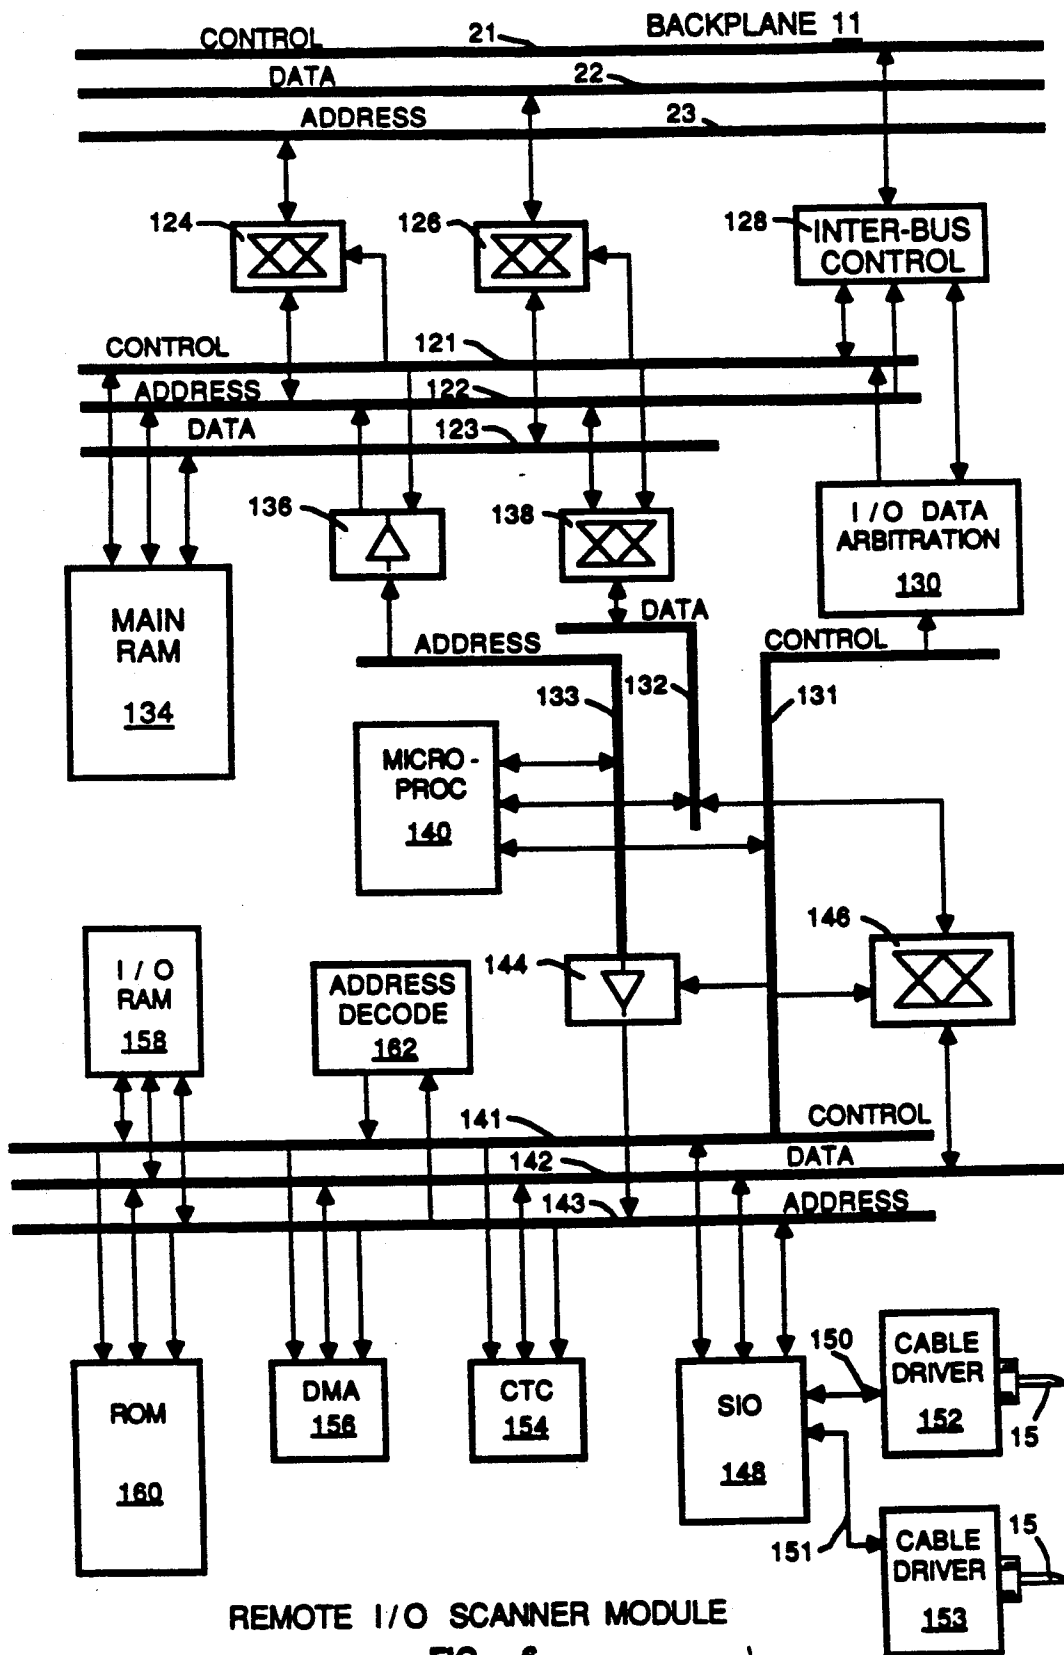 BACKPLANE 11
CONTROL 21
DATA 22
ADDRESS 23
124
126
128
INTER-BUS
CONTROL
CONTROL 121
ADDRESS 122
DATA 123
136
138
I/O DATA
ARBITRATION
130
MAIN
RAM
134
DATA
ADDRESS
CONTROL
133
132
131
MICRO-
PROC
140
146
144
I/O
RAM
158
ADDRESS
DECODE
162
141
CONTROL
142
DATA
143
ADDRESS
ROM
160
DMA
156
CTC
154
SIO
148
150
CABLE
DRIVER
152
15
151
CABLE
DRIVER
153
15
REMOTE I/O SCANNER MODULE
FIG. 6